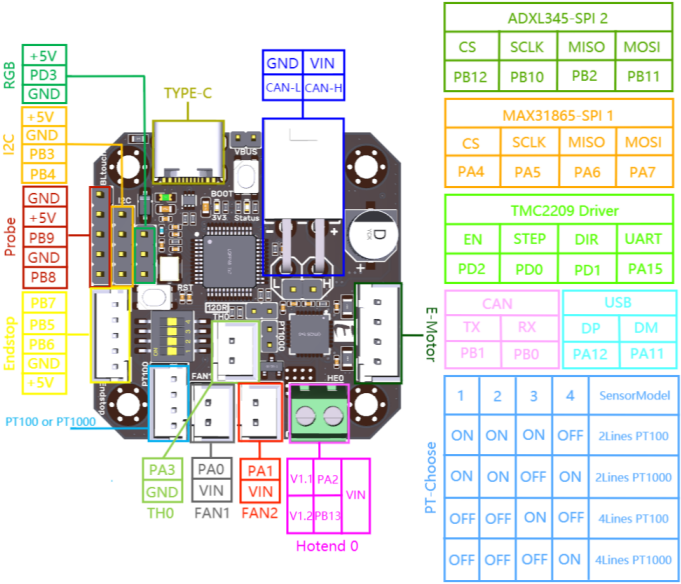 RGB
+5V
PD3
GND
I2C
+5V
GND
PB3
PB4
Probe
GND
+5V
PB9
GND
PB8
Endstop
PB7
PB5
PB6
GND
+5V
PT100 or PT1000
TYPE-C
GND VIN
CAN-L CAN-H
VBUS
BLtouch
I2C
BOOT
3V3 Status
RST
120R
TH0
PT1000
PT100
FAN1
HE0
Endstop
ON
D
E-Motor
PA3
GND
TH0
PA0
VIN
FAN1
PA1
VIN
FAN2
V1.1 PA2 VIN
V1.2 PB13
Hotend 0
ADXL345-SPI 2
CS SCLK MISO MOSI
PB12 PB10 PB2 PB11
MAX31865-SPI 1
CS SCLK MISO MOSI
PA4 PA5 PA6 PA7
TMC2209 Driver
EN STEP DIR UART
PD2 PD0 PD1 PA15
CAN
TX RX
PB1 PB0
USB
DP DM
PA12 PA11
PT-Choose
1 2 3 4 SensorModel
ON ON ON OFF 2Lines PT100
ON ON OFF ON 2Lines PT1000
OFF OFF ON OFF 4Lines PT100
OFF OFF OFF ON 4Lines PT1000